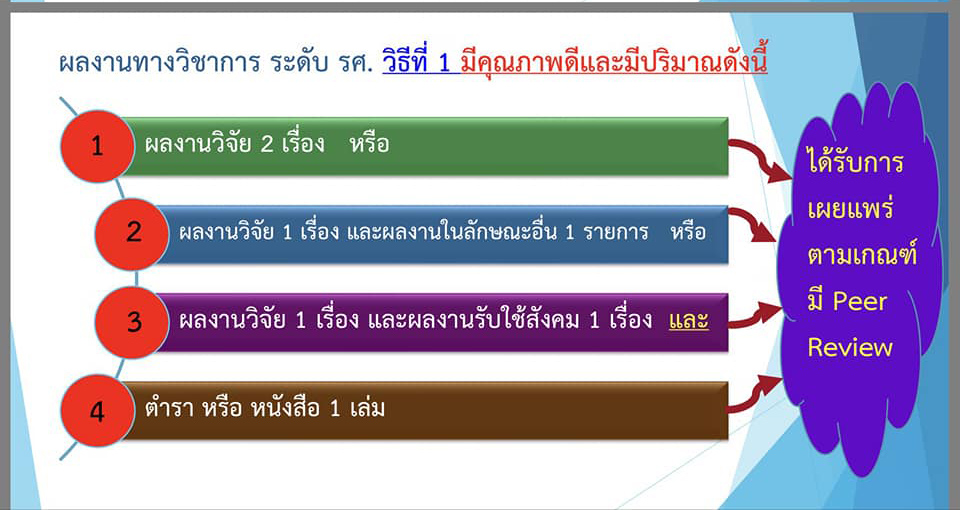 ผลงานทางวิชาการ ระดับ รศ. วิธีที่ 1 มีคุณภาพดีและมีปริมาณดังนี้
1 ผลงานวิจัย 2 เรื่อง หรือ
2 ผลงานวิจัย 1 เรื่อง และผลงานในลักษณะอื่น 1 รายการ หรือ
3 ผลงานวิจัย 1 เรื่อง และผลงานรับใช้สังคม 1 เรื่อง และ
4 ตำรา หรือ หนังสือ 1 เล่ม
ได้รับการ
เผยแพร่
ตามเกณฑ์
มี Peer
Review